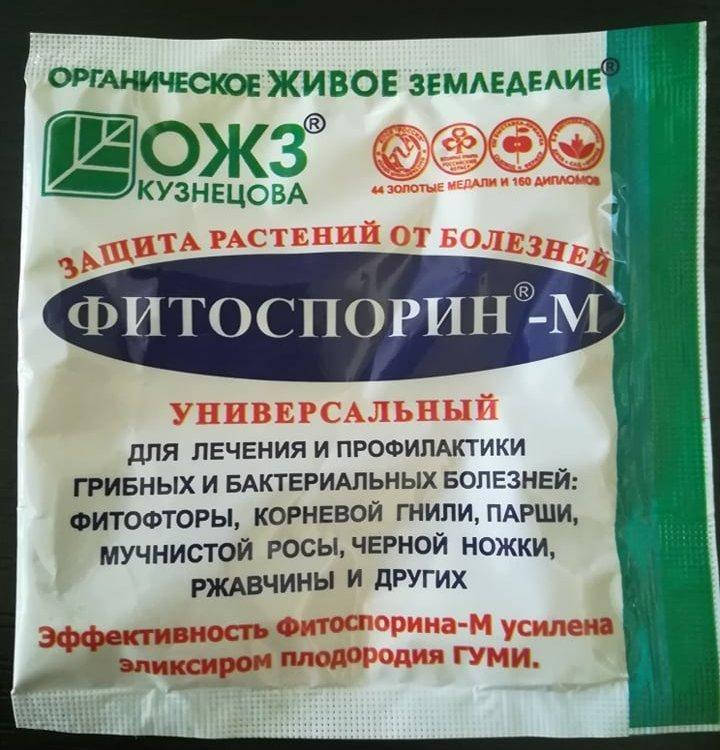 ОРГАНИЧЕСКОЕ ЖИВОЕ ЗЕМЛЕДЕЛИЕ®
ОЖЗ®
КУЗНЕЦОВА
44 ЗОЛОТЫЕ МЕДАЛИ И 160 ДИПЛОМОВ
ЗАЩИТА РАСТЕНИЙ ОТ БОЛЕЗНЕЙ
ФИТОСПОРИН®-М
УНИВЕРСАЛЬНЫЙ
ДЛЯ ЛЕЧЕНИЯ И ПРОФИЛАКТИКИ
ГРИБНЫХ И БАКТЕРИАЛЬНЫХ БОЛЕЗНЕЙ:
ФИТОФТОРЫ, КОРНЕВОЙ ГНИЛИ, ПАРШИ,
МУЧНИСТОЙ РОСЫ, ЧЕРНОЙ НОЖКИ,
РЖАВЧИНЫ И ДРУГИХ
Эффективность Фитоспорина-М усилена
эликсиром плодородия ГУМИ.